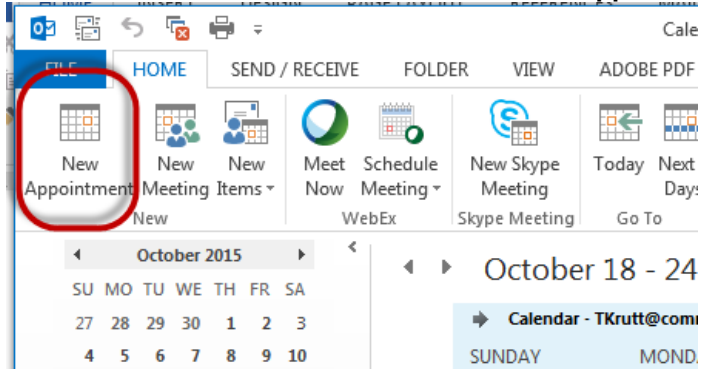 Cale
FILE HOME SEND / RECEIVE FOLDER VIEW ADOBE PDF
New Appointment
New Meeting
New Items
Meet Now
Schedule Meeting
New Skype Meeting
Today
Next
Days
New WebEx Skype Meeting Go To
October 2015
SU MO TU WE TH FR SA
27 28 29 30 1 2 3
4 5 6 7 8 9 10
October 18 - 24
Calendar - TKrutt@comm
SUNDAY MOND